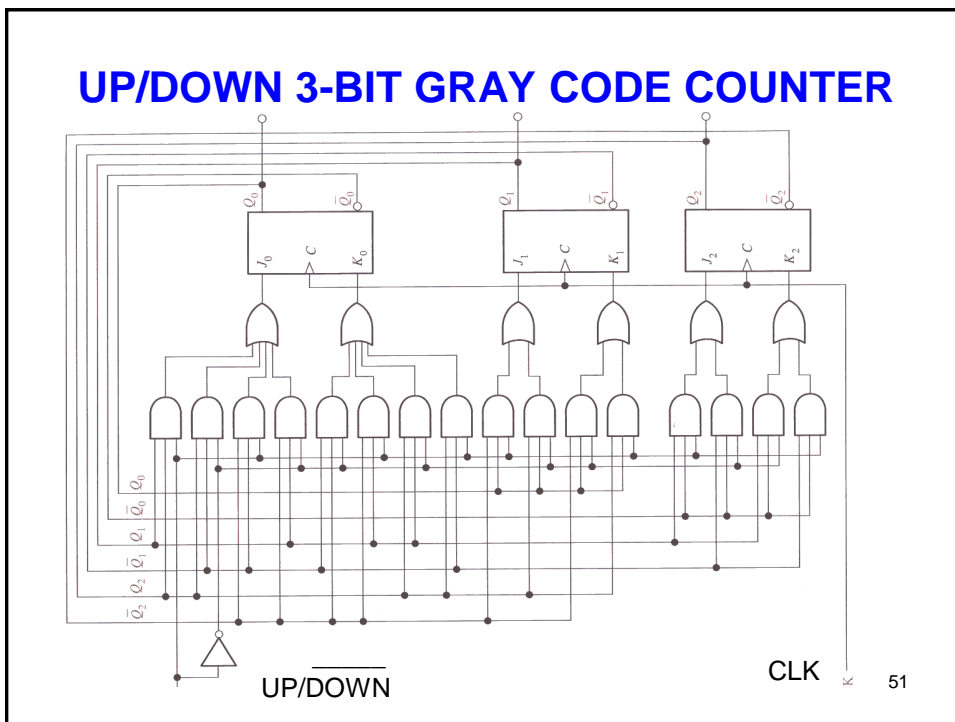 UP/DOWN 3-BIT GRAY CODE COUNTER
Q₀ Q̅₀ Q₁ Q̅₁ Q₂ Q̅₂
J₀ C K₀ J₁ C K₁ J₂ C K₂
Q₀
Q̅₀
Q₁
Q̅₁
Q₂
Q̅₂
UP/D̅O̅W̅N̅
CLK K 51